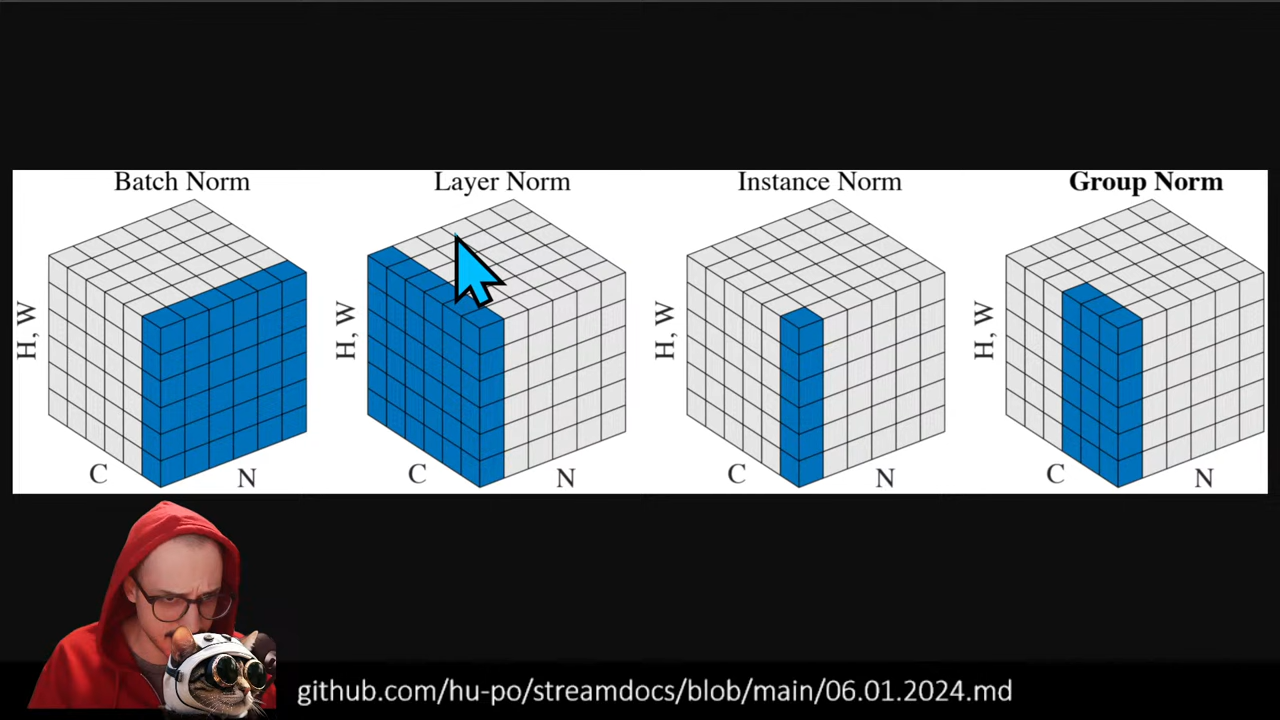 Batch Norm
Layer Norm
Instance Norm
Group Norm
H, W
C
N
H, W
C
N
H, W
C
N
H, W
C
N
github.com/hu-po/streamdocs/blob/main/06.01.2024.md